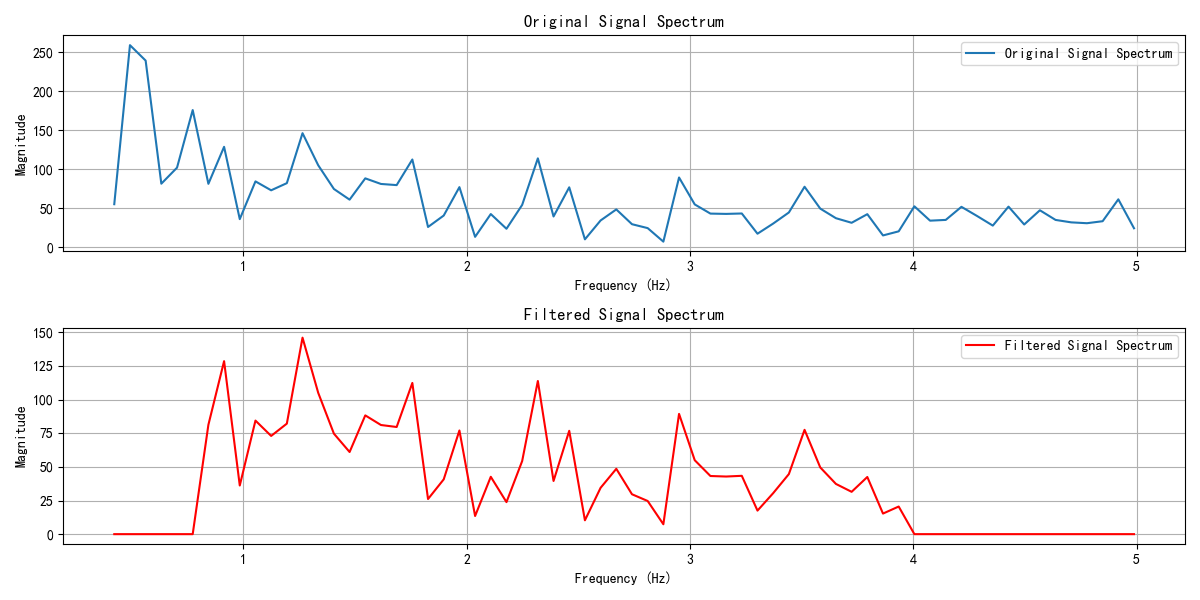 Original Signal Spectrum
Original Signal Spectrum
250
200
150
100
50
0
Magnitude
1 2 3 4 5
Frequency (Hz)
Filtered Signal Spectrum
Filtered Signal Spectrum
150
125
100
75
50
25
0
Magnitude
1 2 3 4 5
Frequency (Hz)